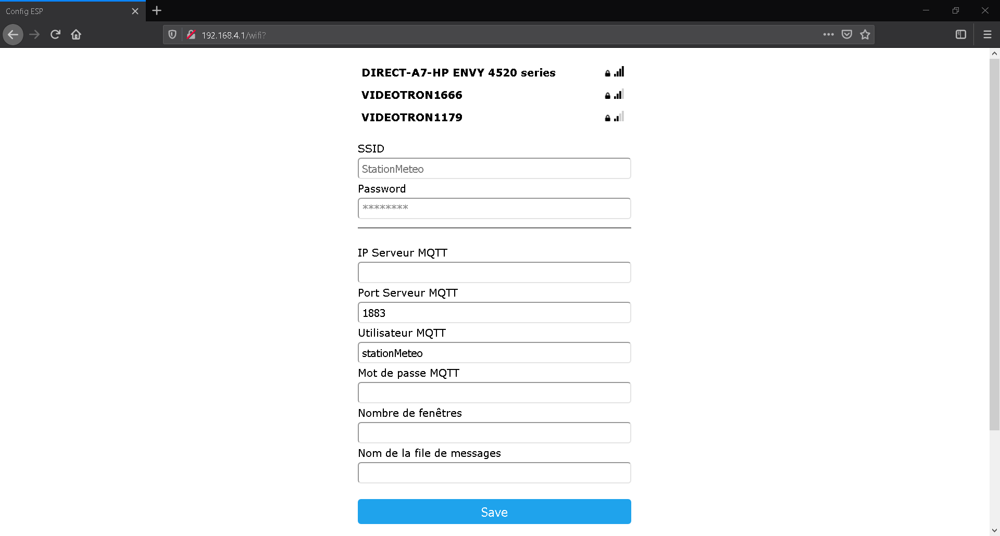 Config ESP
192.168.4.1/wifi?
DIRECT-A7-HP ENVY 4520 series
VIDEOTRON1666
VIDEOTRON1179
SSID
StationMeteo
Password
********
IP Serveur MQTT
Port Serveur MQTT
1883
Utilisateur MQTT
stationMeteo
Mot de passe MQTT
Nombre de fenêtres
Nom de la file de messages
Save